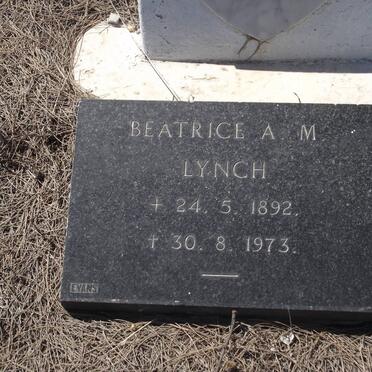 BEATRICE A. M
LYNCH
+ 24. 5. 1892.
† 30. 8. 1973.
EVANS